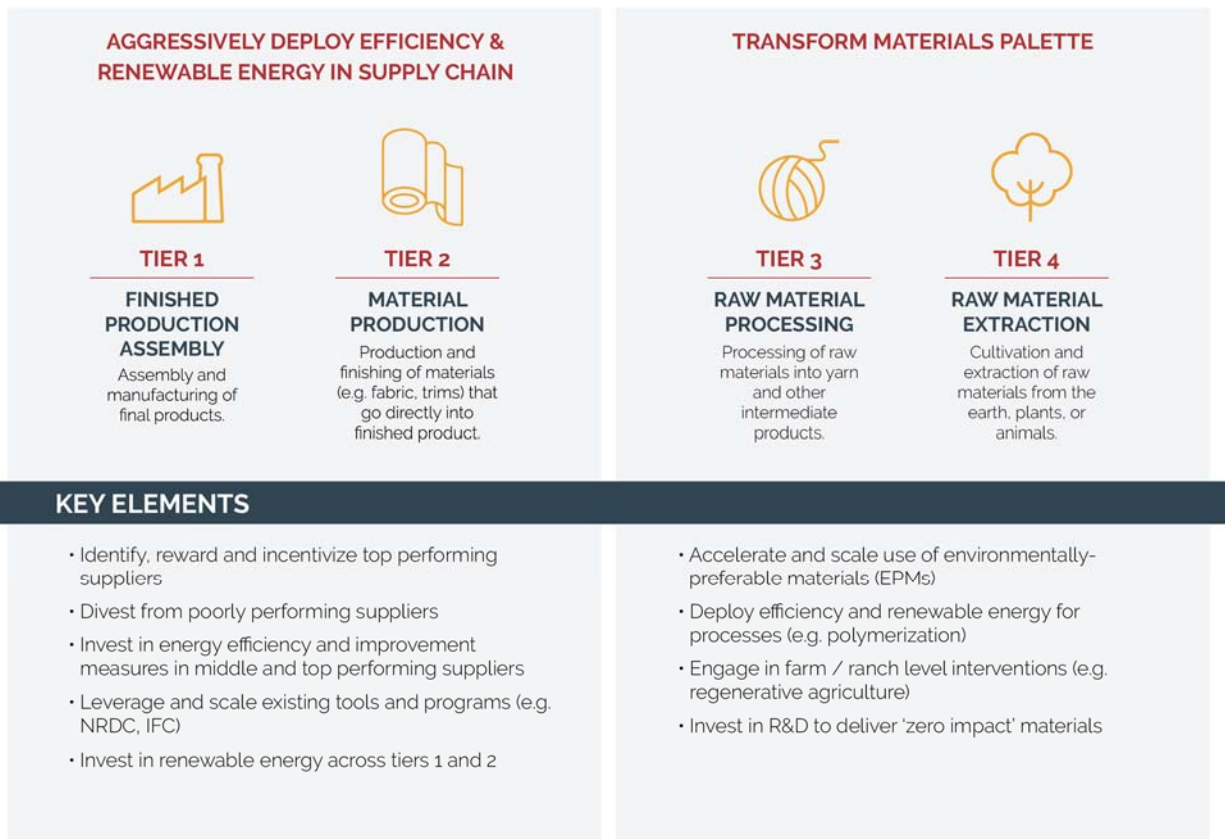 AGGRESSIVELY DEPLOY EFFICIENCY &
RENEWABLE ENERGY IN SUPPLY CHAIN
TIER 1
FINISHED
PRODUCTION
ASSEMBLY
Assembly and
manufacturing of
final products.
TIER 2
MATERIAL
PRODUCTION
Production and
finishing of materials
(e.g. fabric, trims) that
go directly into
finished product.
TRANSFORM MATERIALS PALETTE
TIER 3
RAW MATERIAL
PROCESSING
Processing of raw
materials into yarn
and other
intermediate
products.
TIER 4
RAW MATERIAL
EXTRACTION
Cultivation and
extraction of raw
materials from the
earth, plants, or
animals.
KEY ELEMENTS
• Identify, reward and incentivize top performing
suppliers
• Divest from poorly performing suppliers
• Invest in energy efficiency and improvement
measures in middle and top performing suppliers
• Leverage and scale existing tools and programs (e.g.
NRDC, IFC)
• Invest in renewable energy across tiers 1 and 2
• Accelerate and scale use of environmentally-
preferable materials (EPMs)
• Deploy efficiency and renewable energy for
processes (e.g. polymerization)
• Engage in farm / ranch level interventions (e.g.
regenerative agriculture)
• Invest in R&D to deliver ‘zero impact’ materials